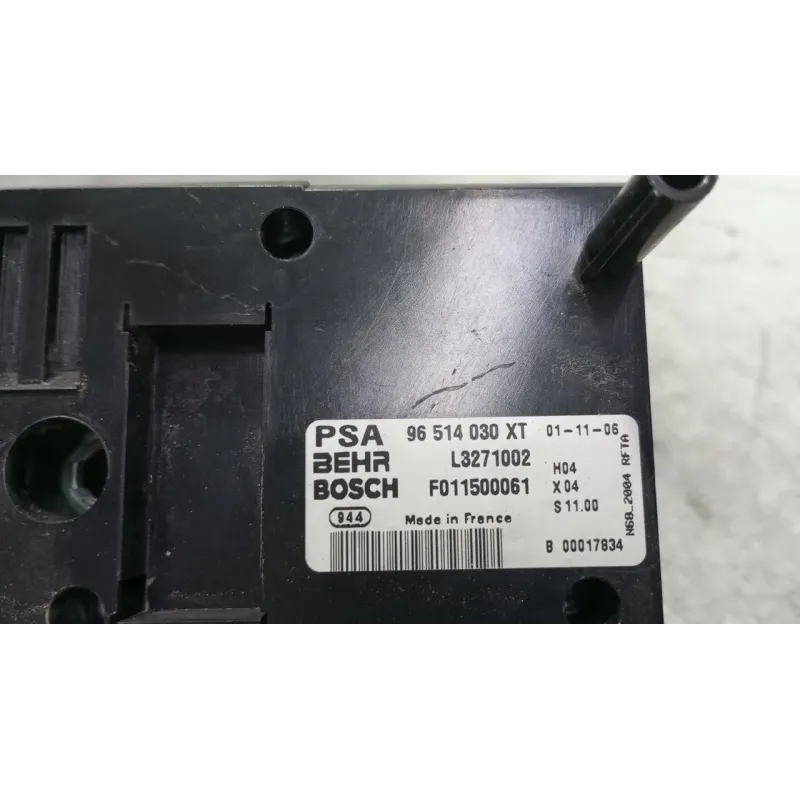 PSA 96 514 030 XT 01-11-06
BEHR L3271002 H04
BOSCH F011500061 X04
S 11.00
944 Made in France
B 00017834
N68_2004 RFTA